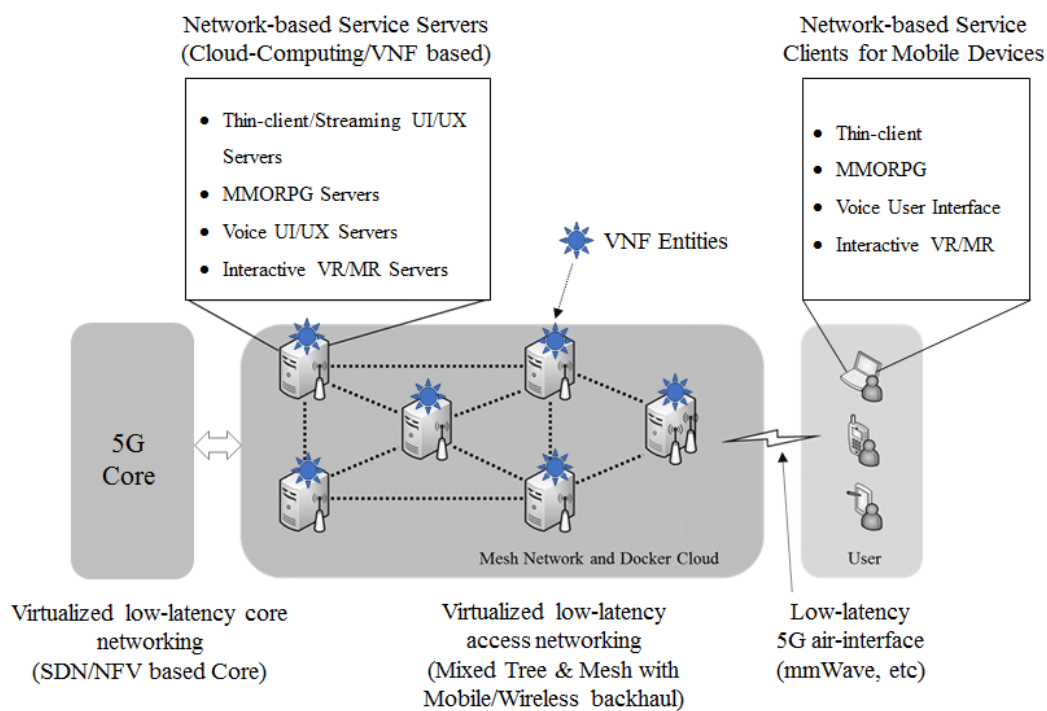 Network-based Service Servers
(Cloud-Computing/VNF based)
Network-based Service
Clients for Mobile Devices
• Thin-client/Streaming UI/UX
Servers
• MMORPG Servers
• Voice UI/UX Servers
• Interactive VR/MR Servers
• Thin-client
• MMORPG
• Voice User Interface
• Interactive VR/MR
VNF Entities
5G
Core
Mesh Network and Docker Cloud
User
Virtualized low-latency core
networking
(SDN/NFV based Core)
Virtualized low-latency
access networking
(Mixed Tree & Mesh with
Mobile/Wireless backhaul)
Low-latency
5G air-interface
(mmWave, etc)